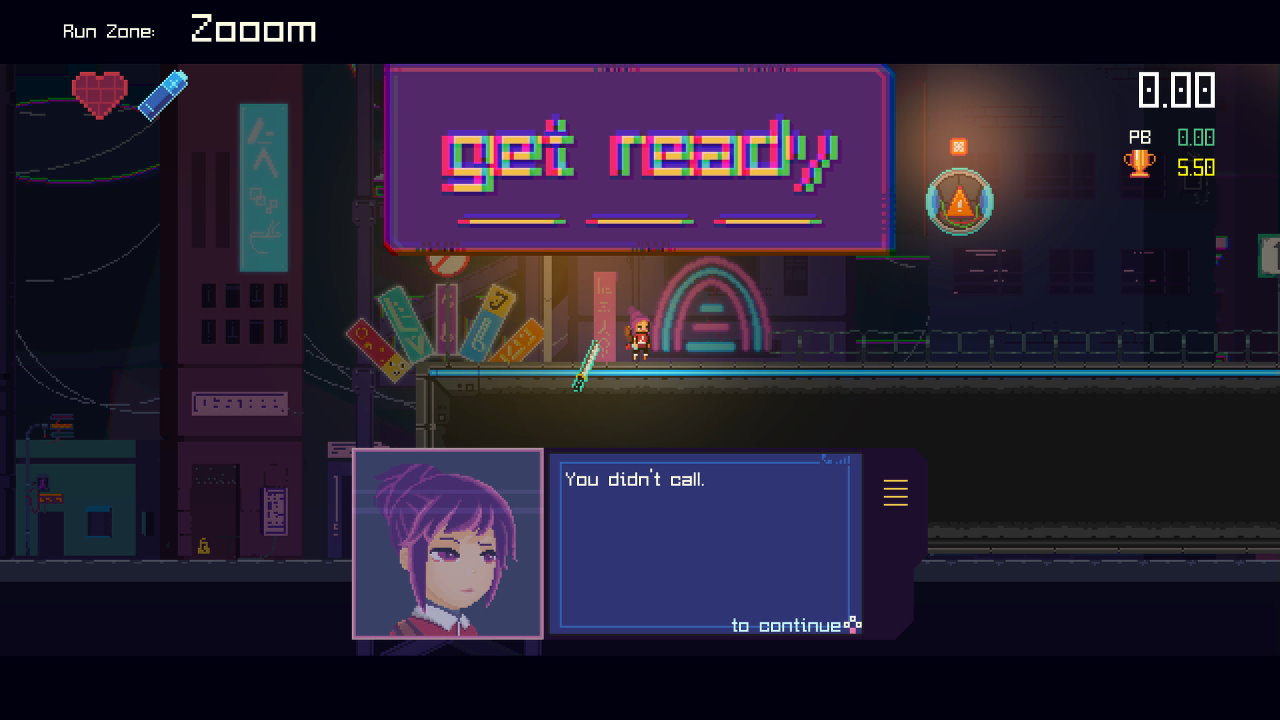 Run Zone: Zooom
0.00
get ready
PB 0.00
5.50
You didn't call.
to continue